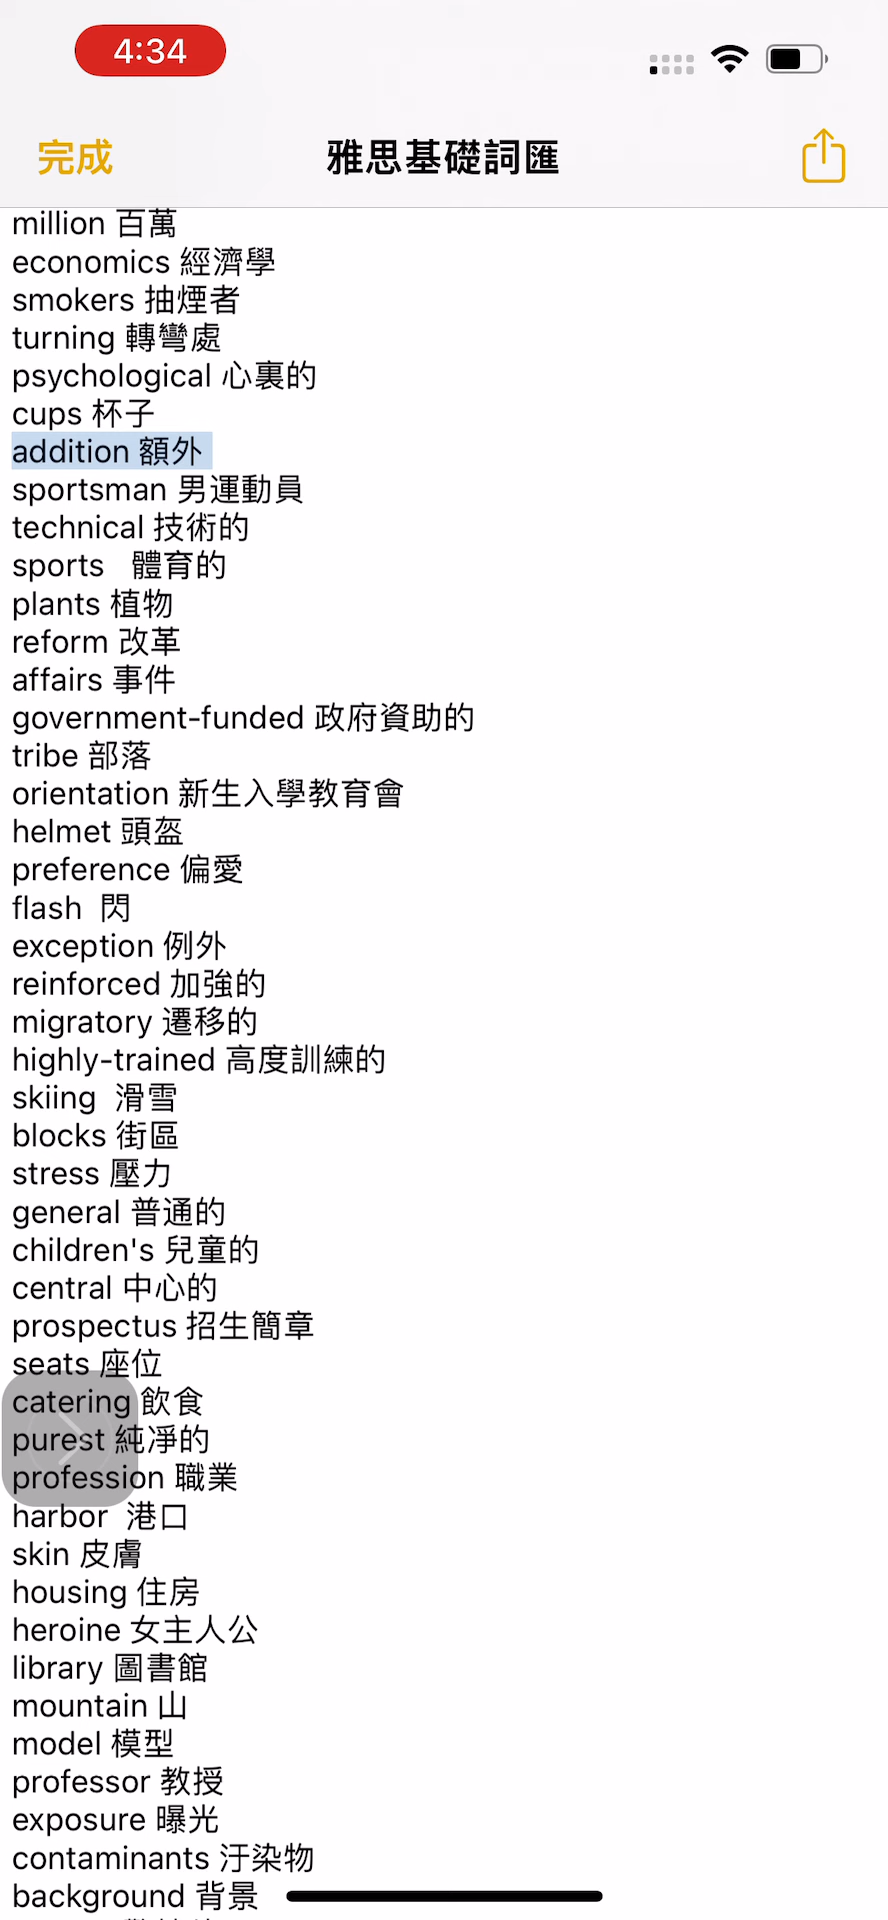 4:34
完成 雅思基礎詞匯
million 百萬
economics 經濟學
smokers 抽煙者
turning 轉彎處
psychological 心裏的
cups 杯子
addition 額外
sportsman 男運動員
technical 技術的
sports 體育的
plants 植物
reform 改革
affairs 事件
government-funded 政府資助的
tribe 部落
orientation 新生入學教育會
helmet 頭盔
preference 偏愛
flash 閃
exception 例外
reinforced 加強的
migratory 遷移的
highly-trained 高度訓練的
skiing 滑雪
blocks 街區
stress 壓力
general 普通的
children's 兒童的
central 中心的
prospectus 招生簡章
seats 座位
catering 飲食
purest 純凈的
profession 職業
harbor 港口
skin 皮膚
housing 住房
heroine 女主人公
library 圖書館
mountain 山
model 模型
professor 教授
exposure 曝光
contaminants 汙染物
background 背景